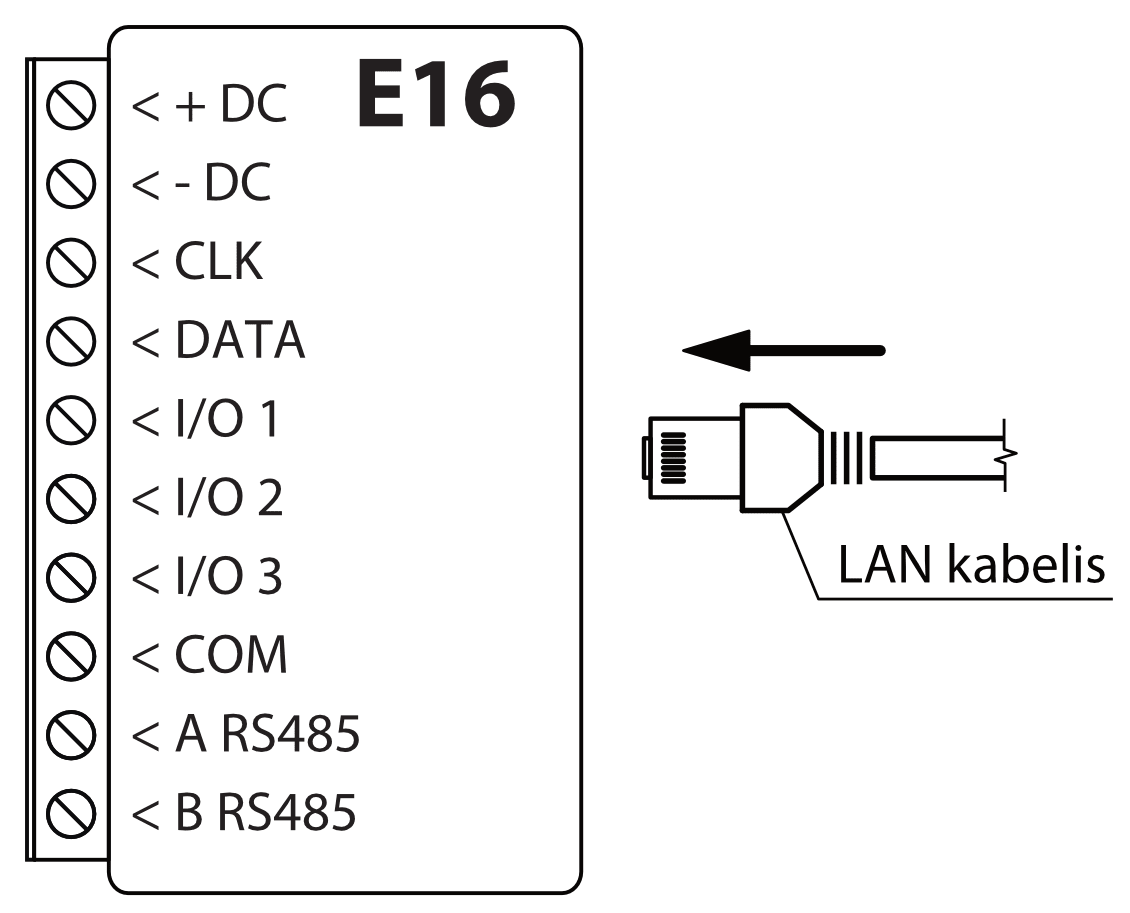 E16
< + DC
< - DC
< CLK
< DATA
< I/O 1
< I/O 2
< I/O 3
< COM
< A RS485
< B RS485
LAN kabelis